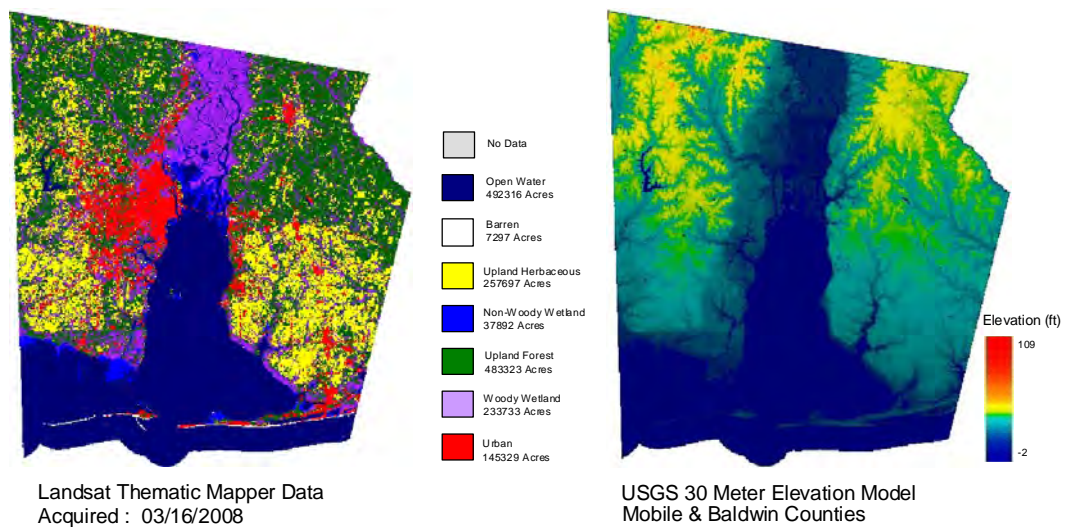 No Data
Open Water
492316 Acres
Barren
7297 Acres
Upland Herbaceous
257697 Acres
Non-Woody Wetland
37892 Acres
Upland Forest
483323 Acres
Woody Wetland
233733 Acres
Urban
145329 Acres
Elevation (ft)
109
-2
Landsat Thematic Mapper Data
Acquired : 03/16/2008
USGS 30 Meter Elevation Model
Mobile & Baldwin Counties